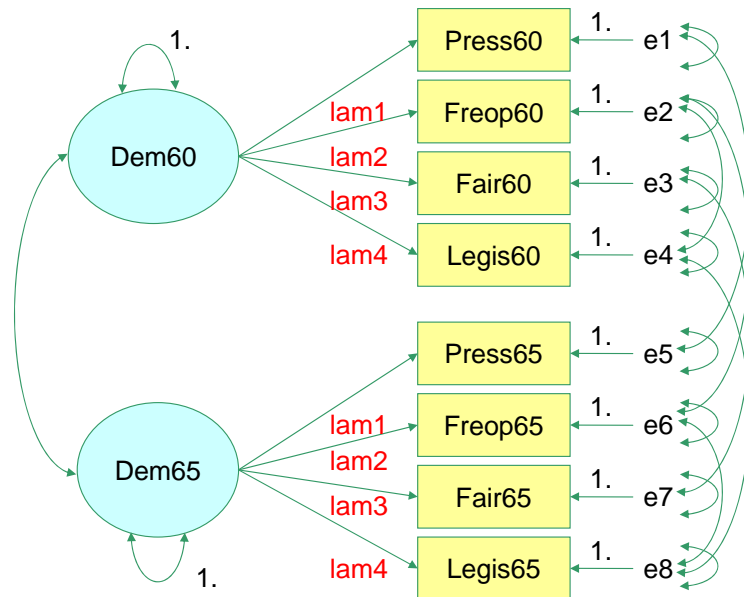 1.
Press60
1.
e1
lam1
Freop60
1.
e2
Dem60
lam2
Fair60
1.
e3
lam3
Legis60
1.
e4
lam4
Press65
1.
e5
lam1
Freop65
1.
e6
Dem65
lam2
Fair65
1.
e7
lam3
Legis65
1.
e8
lam4
1.